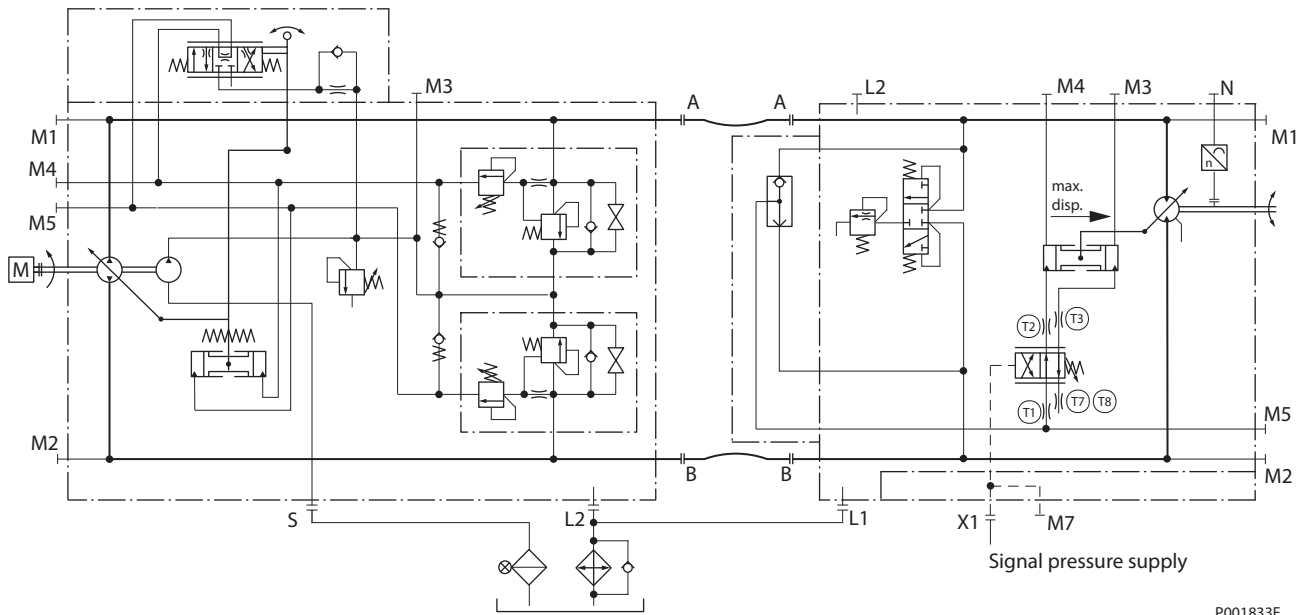 M3
A
A
L2
M4
M3
N
M1
M1
M4
n
max.
disp.
M5
M
T2
T3
T1
T7
T8
M5
M2
M2
B
B
S
L2
L1
X1
M7
Signal pressure supply
P001833E